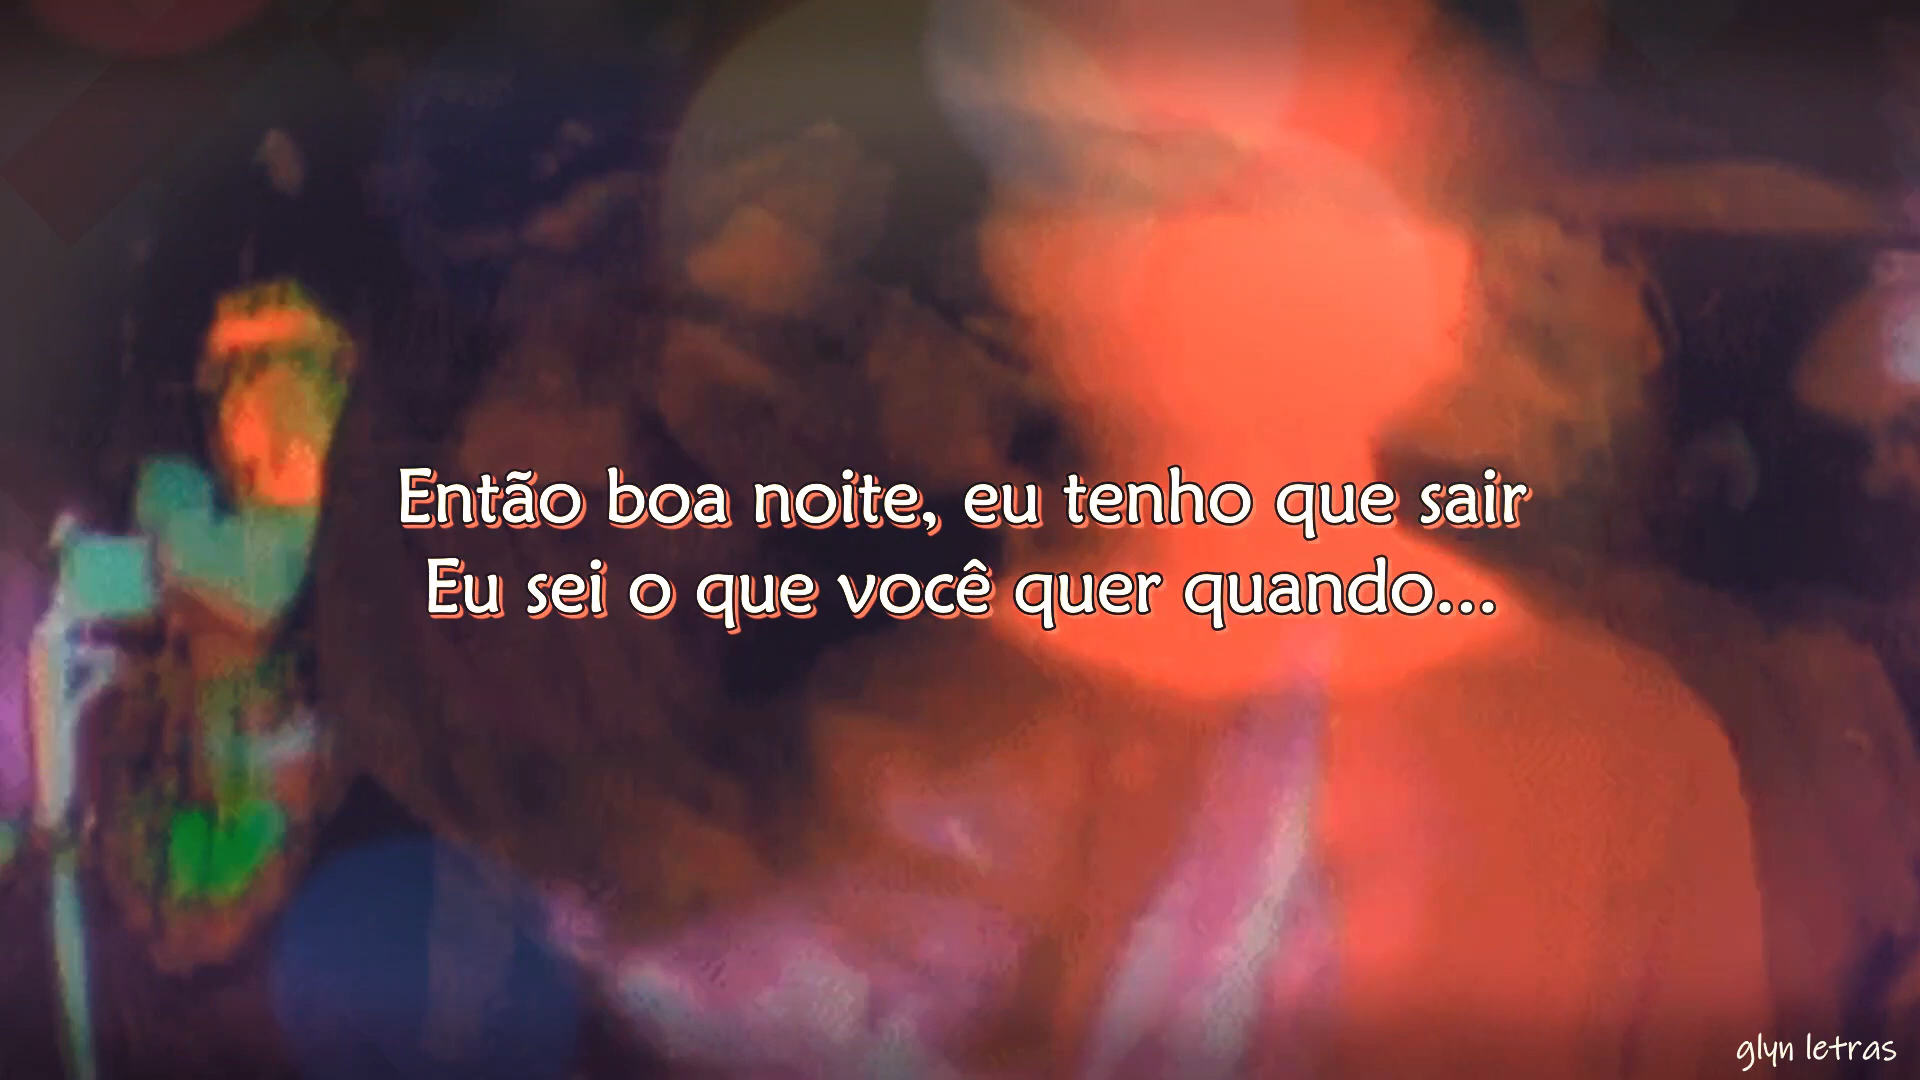 Então boa noite, eu tenho que sair
Eu sei o que você quer quando...
glyn letras